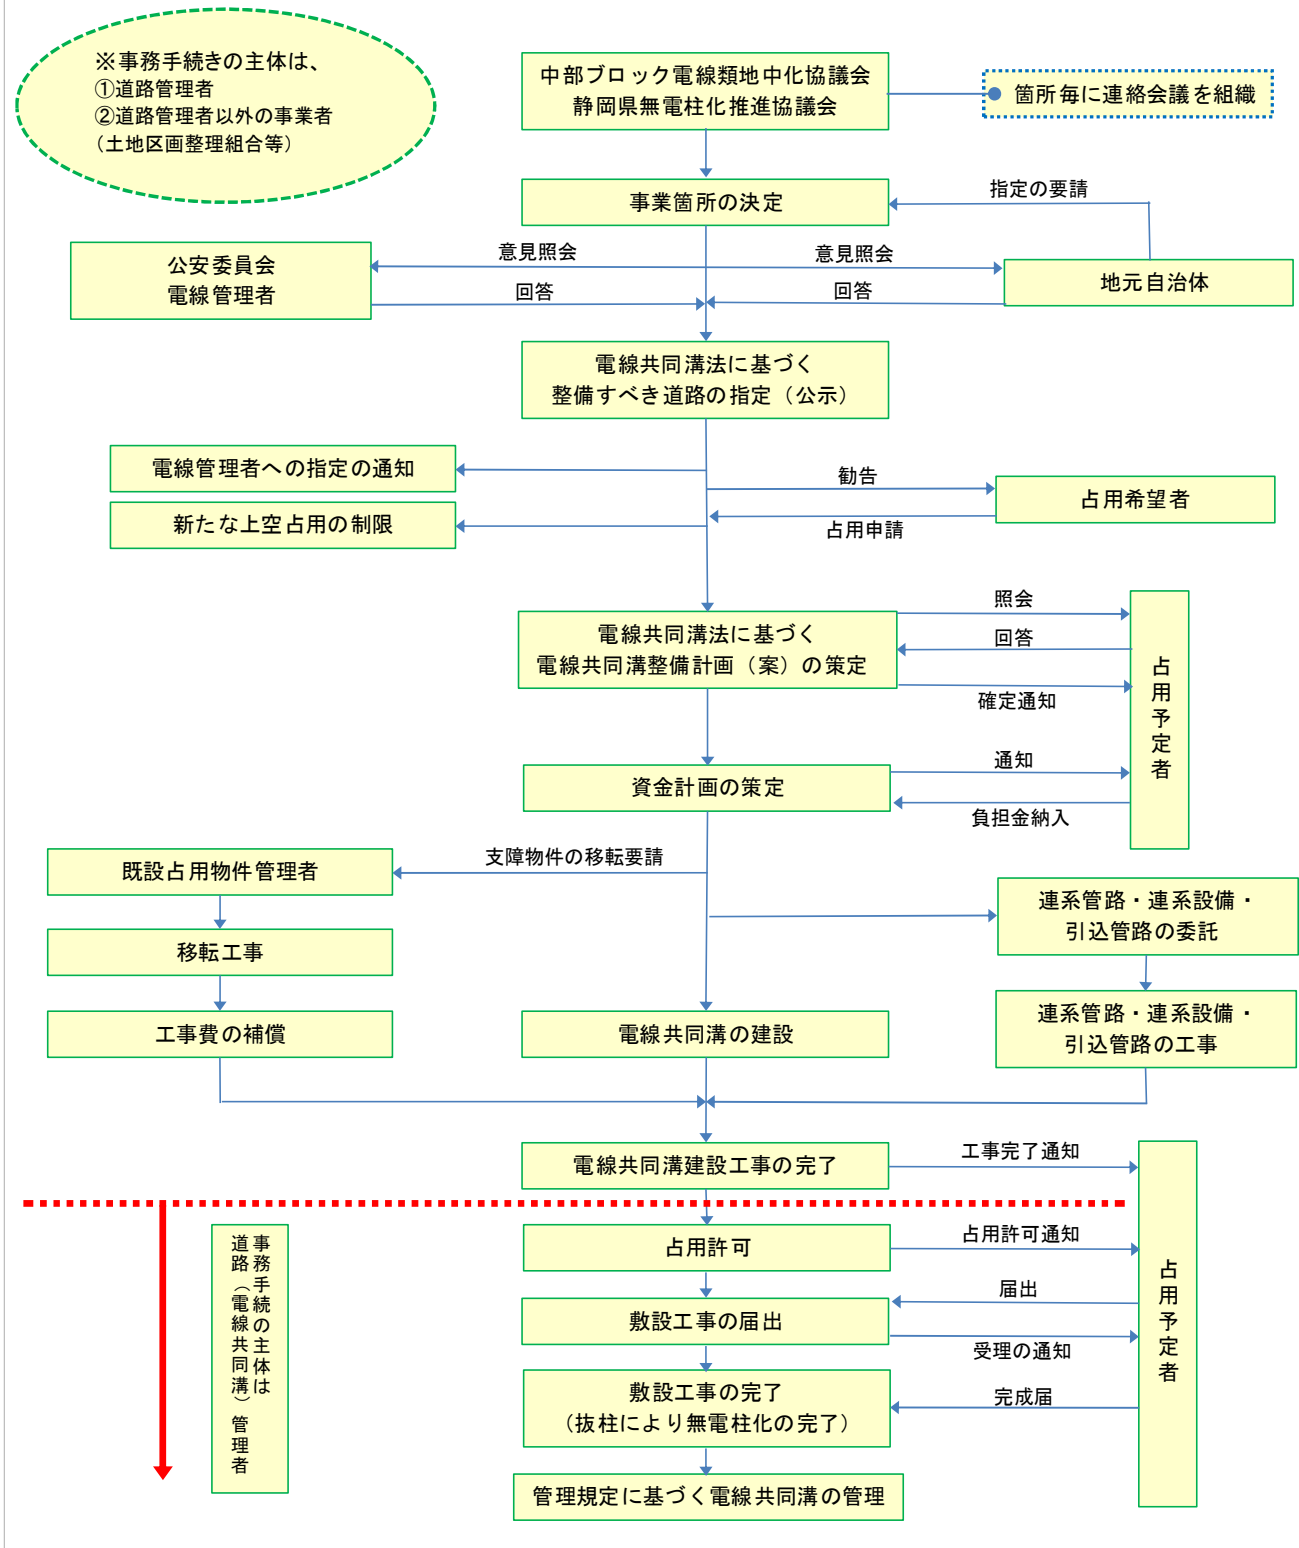 ※事務手続きの主体は、
①道路管理者
②道路管理者以外の事業者
（土地区画整理組合等）
中部ブロック電線類地中化協議会
静岡県無電柱化推進協議会
箇所毎に連絡会議を組織
事業箇所の決定
指定の要請
公安委員会
電線管理者
意見照会
意見照会
回答
回答
地元自治体
電線共同溝法に基づく
整備すべき道路の指定（公示）
電線管理者への指定の通知
勧告
占用希望者
新たな上空占用の制限
占用申請
電線共同溝法に基づく
電線共同溝整備計画（案）の策定
照会
回答
確定通知
占用予定者
資金計画の策定
通知
負担金納入
既設占用物件管理者
支障物件の移転要請
連系管路・連系設備・
引込管路の委託
移転工事
工事費の補償
電線共同溝の建設
連系管路・連系設備・
引込管路の工事
電線共同溝建設工事の完了
工事完了通知
事務手続の主体は
道路（電線共同溝）管理者
占用許可
占用許可通知
占用予定者
敷設工事の届出
届出
受理の通知
敷設工事の完了
（抜柱により無電柱化の完了）
完成届
管理規定に基づく電線共同溝の管理